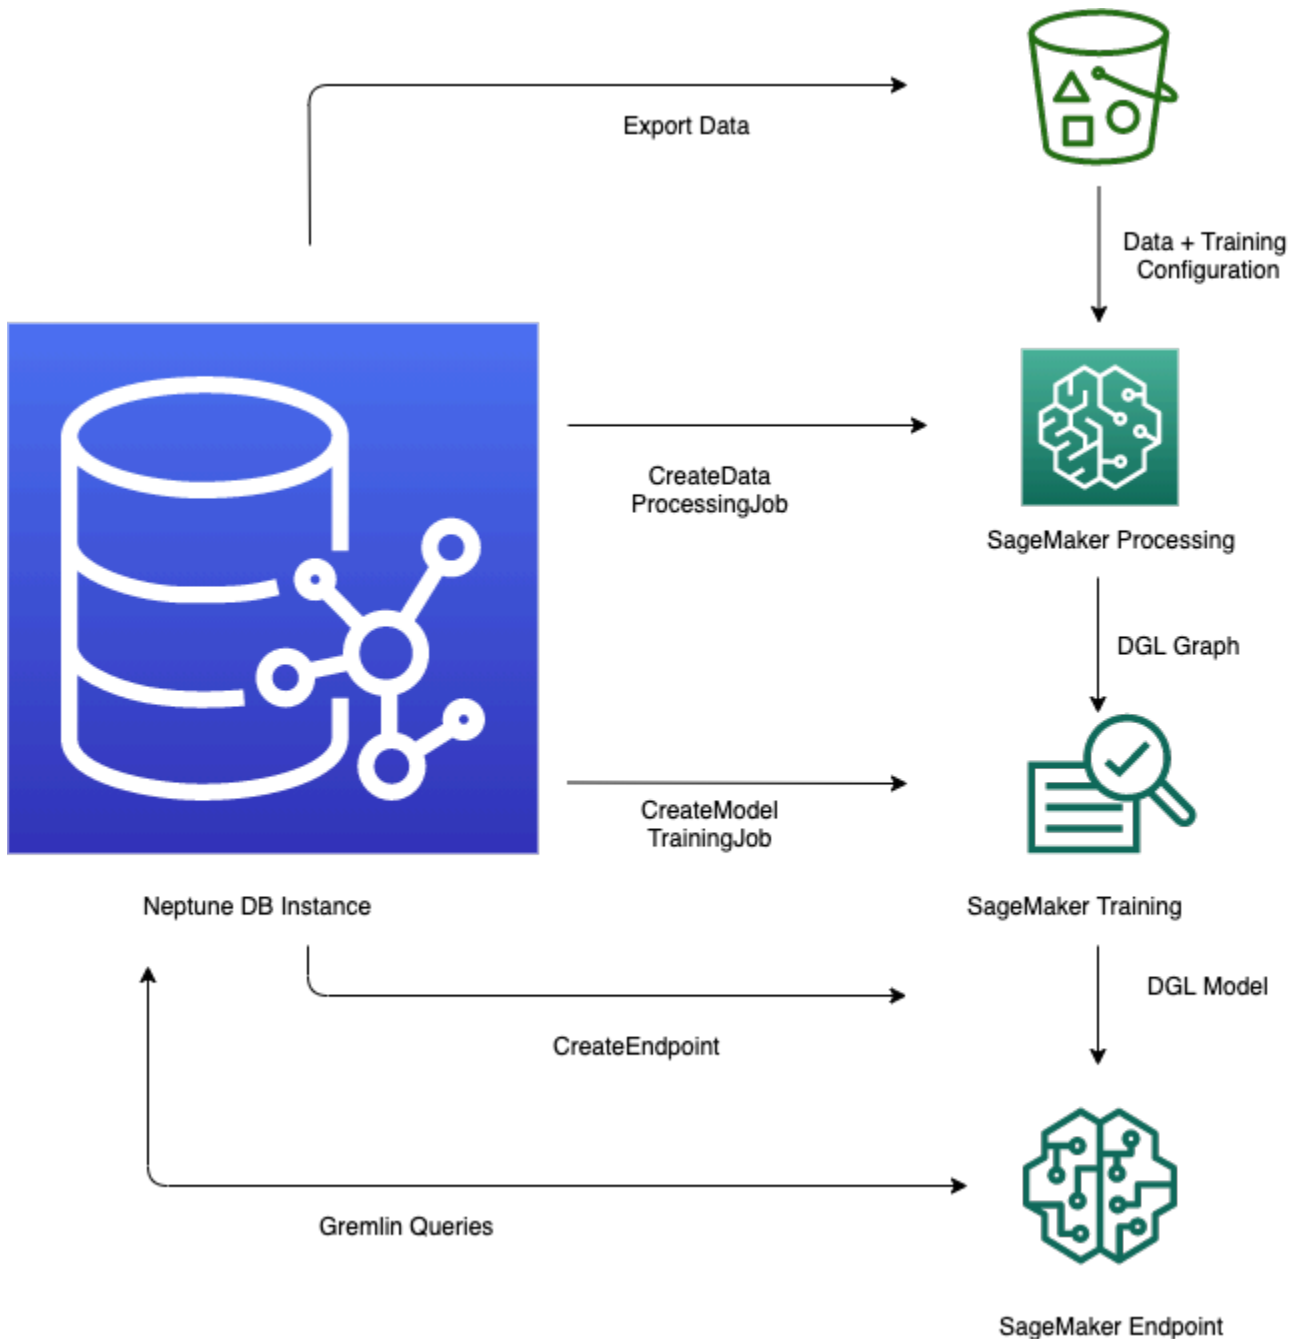 Export Data
Data + Training
Configuration
CreateData
ProcessingJob
SageMaker Processing
DGL Graph
CreateModel
TrainingJob
Neptune DB Instance
SageMaker Training
DGL Model
CreateEndpoint
Gremlin Queries
SageMaker Endpoint